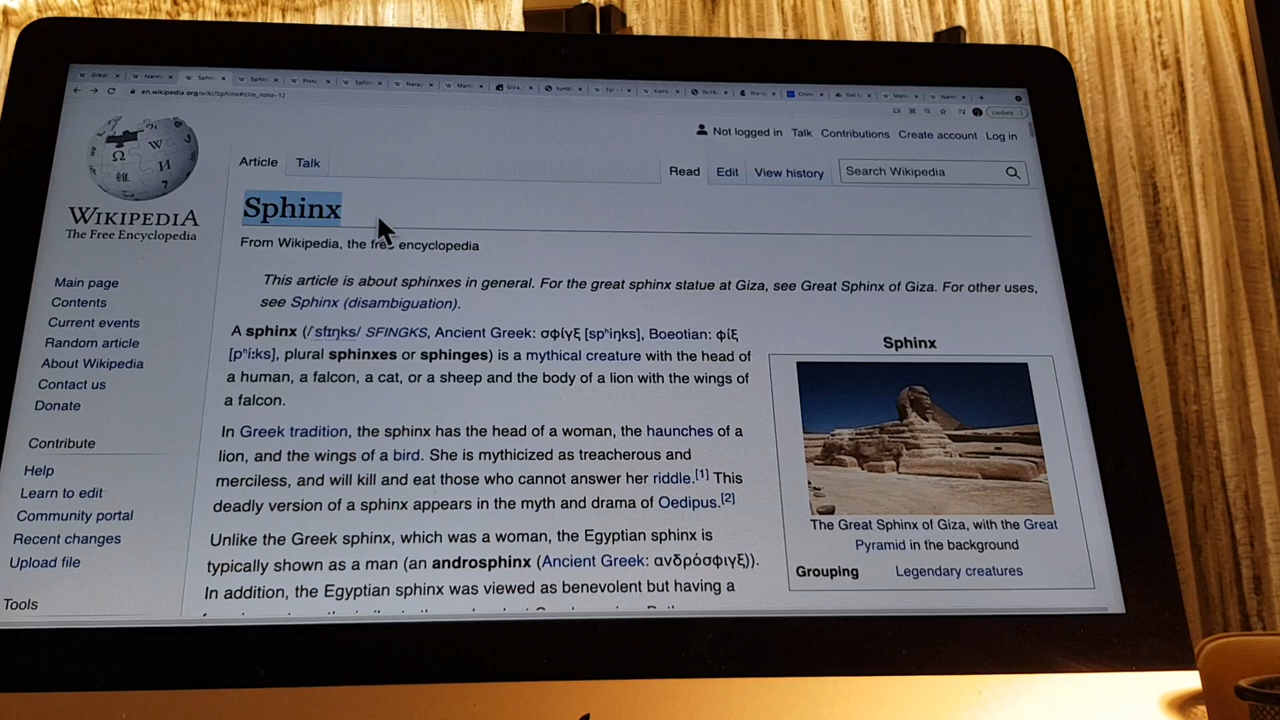 en.wikipedia.org/wiki/Sphinx#cite_note-12
Update
Not logged in Talk Contributions Create account Log in
Article Talk
Read Edit View history Search Wikipedia
WIKIPEDIA
The Free Encyclopedia
Main page
Contents
Current events
Random article
About Wikipedia
Contact us
Donate
Contribute
Help
Learn to edit
Community portal
Recent changes
Upload file
Tools
Sphinx
From Wikipedia, the free encyclopedia
This article is about sphinxes in general. For the great sphinx statue at Giza, see Great Sphinx of Giza. For other uses,
see Sphinx (disambiguation).
A sphinx (/ˈsfɪŋks/ SFINGKS, Ancient Greek: σφίγξ [spʰiŋks], Boeotian: φίξ
[pʰíːks], plural sphinxes or sphinges) is a mythical creature with the head of
a human, a falcon, a cat, or a sheep and the body of a lion with the wings of
a falcon.
In Greek tradition, the sphinx has the head of a woman, the haunches of a
lion, and the wings of a bird. She is mythicized as treacherous and
merciless, and will kill and eat those who cannot answer her riddle.[1] This
deadly version of a sphinx appears in the myth and drama of Oedipus.[2]
Unlike the Greek sphinx, which was a woman, the Egyptian sphinx is
typically shown as a man (an androsphinx (Ancient Greek: ανδρόσφιγξ)).
In addition, the Egyptian sphinx was viewed as benevolent but having a
Sphinx
The Great Sphinx of Giza, with the Great
Pyramid in the background
Grouping Legendary creatures